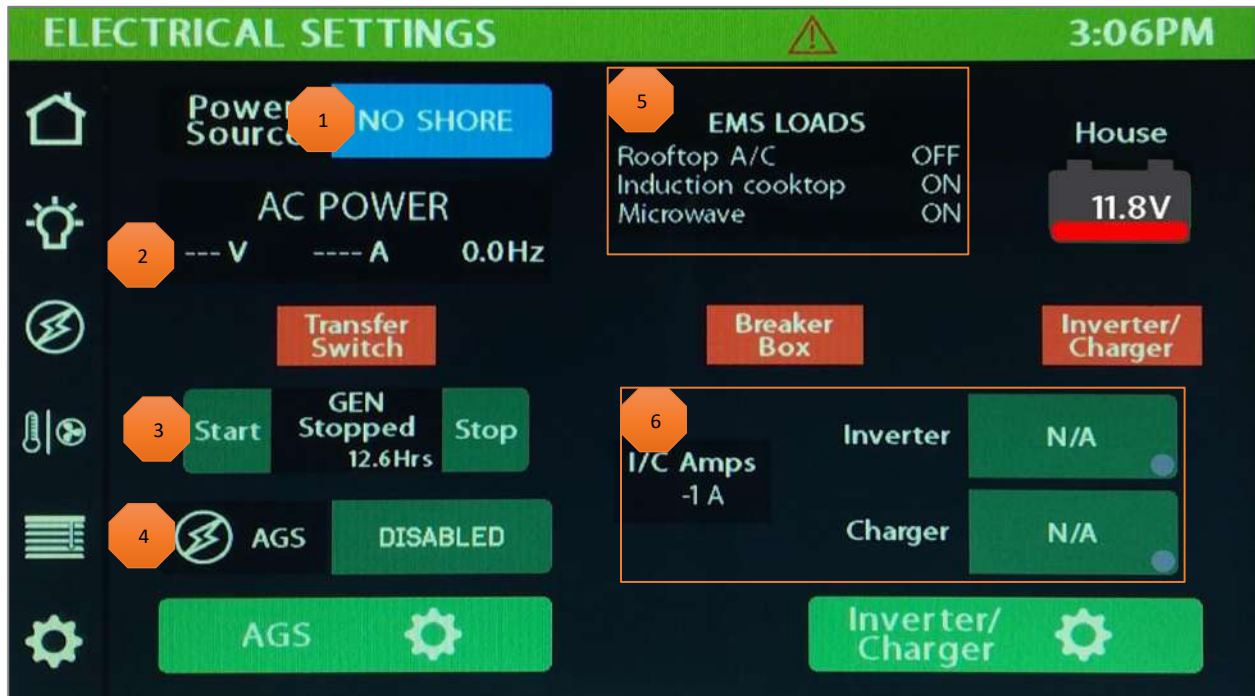 ELECTRICAL SETTINGS
3:06PM
Power
Source
1
NO SHORE
5
EMS LOADS
Rooftop A/C OFF
Induction cooktop ON
Microwave ON
House
11.8V
AC POWER
2
--- V ---- A 0.0Hz
Transfer
Switch
Breaker
Box
Inverter/
Charger
3
Start
GEN
Stopped
12.6Hrs
Stop
6
I/C Amps
-1 A
Inverter N/A
Charger N/A
4
AGS DISABLED
AGS
Inverter/
Charger